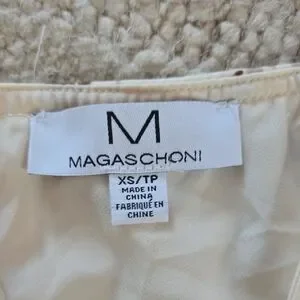 M
MAGASCHONI
XS/TP
MADE IN
CHINA
FABRIQUÉ EN
CHINE